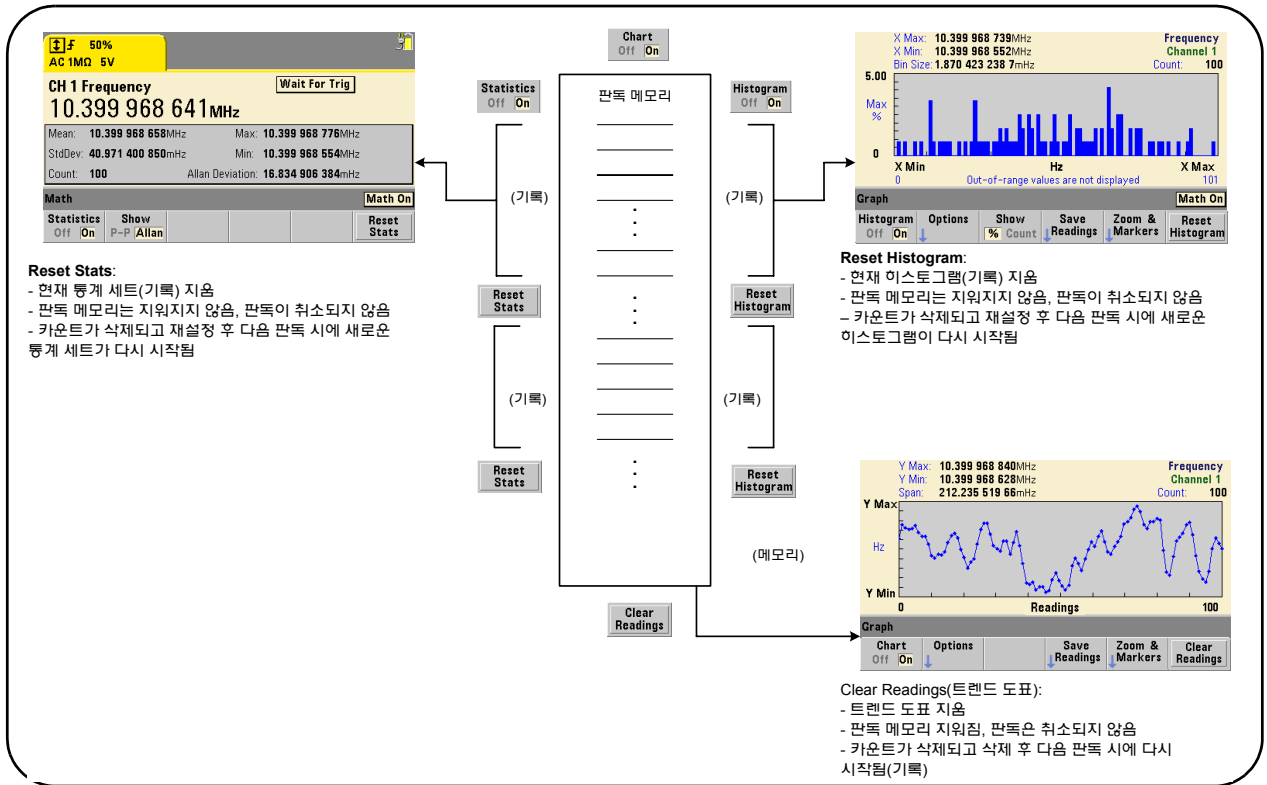 50%
AC 1MΩ 5V
CH 1 Frequency
Wait For Trig
10.399 968 641MHz
Mean: 10.399 968 658MHz Max: 10.399 968 776MHz
StdDev: 40.971 400 850mHz Min: 10.399 968 554MHz
Count: 100 Allan Deviation: 16.834 906 384mHz
Math
Math On
Statistics
Off On
Show
P-P Allan
Reset
Stats
Reset Stats:
- 현재 통계 세트(기록) 지움
- 판독 메모리는 지워지지 않음, 판독이 취소되지 않음
- 카운트가 삭제되고 재설정 후 다음 판독 시에 새로운
통계 세트가 다시 시작됨
Chart
Off On
Statistics
Off On
판독 메모리
Histogram
Off On
(기록)
(기록)
Reset
Stats
Reset
Histogram
(기록)
(기록)
Reset
Stats
Reset
Histogram
(메모리)
Clear
Readings
X Max: 10.399 968 739MHz
X Min: 10.399 968 552MHz
Bin Size: 1.870 423 238 7mHz
Frequency
Channel 1
Count: 100
5.00
Max
%
0
X Min Hz X Max
0 Out-of-range values are not displayed 101
Graph
Math On
Histogram
Off On
Options
Show
% Count
Save
Readings
Zoom &
Markers
Reset
Histogram
Reset Histogram:
- 현재 히스토그램(기록) 지움
- 판독 메모리는 지워지지 않음, 판독이 취소되지 않음
– 카운트가 삭제되고 재설정 후 다음 판독 시에 새로운
히스토그램이 다시 시작됨
Y Max: 10.399 968 840MHz
Y Min: 10.399 968 628MHz
Span: 212.235 519 66mHz
Frequency
Channel 1
Count: 100
Y Max
Hz
Y Min
0 Readings 100
Graph
Chart
Off On
Options
Save
Readings
Zoom &
Markers
Clear
Readings
Clear Readings(트렌드 도표):
- 트렌드 도표 지움
- 판독 메모리 지워짐, 판독은 취소되지 않음
- 카운트가 삭제되고 삭제 후 다음 판독 시에 다시
시작됨(기록)